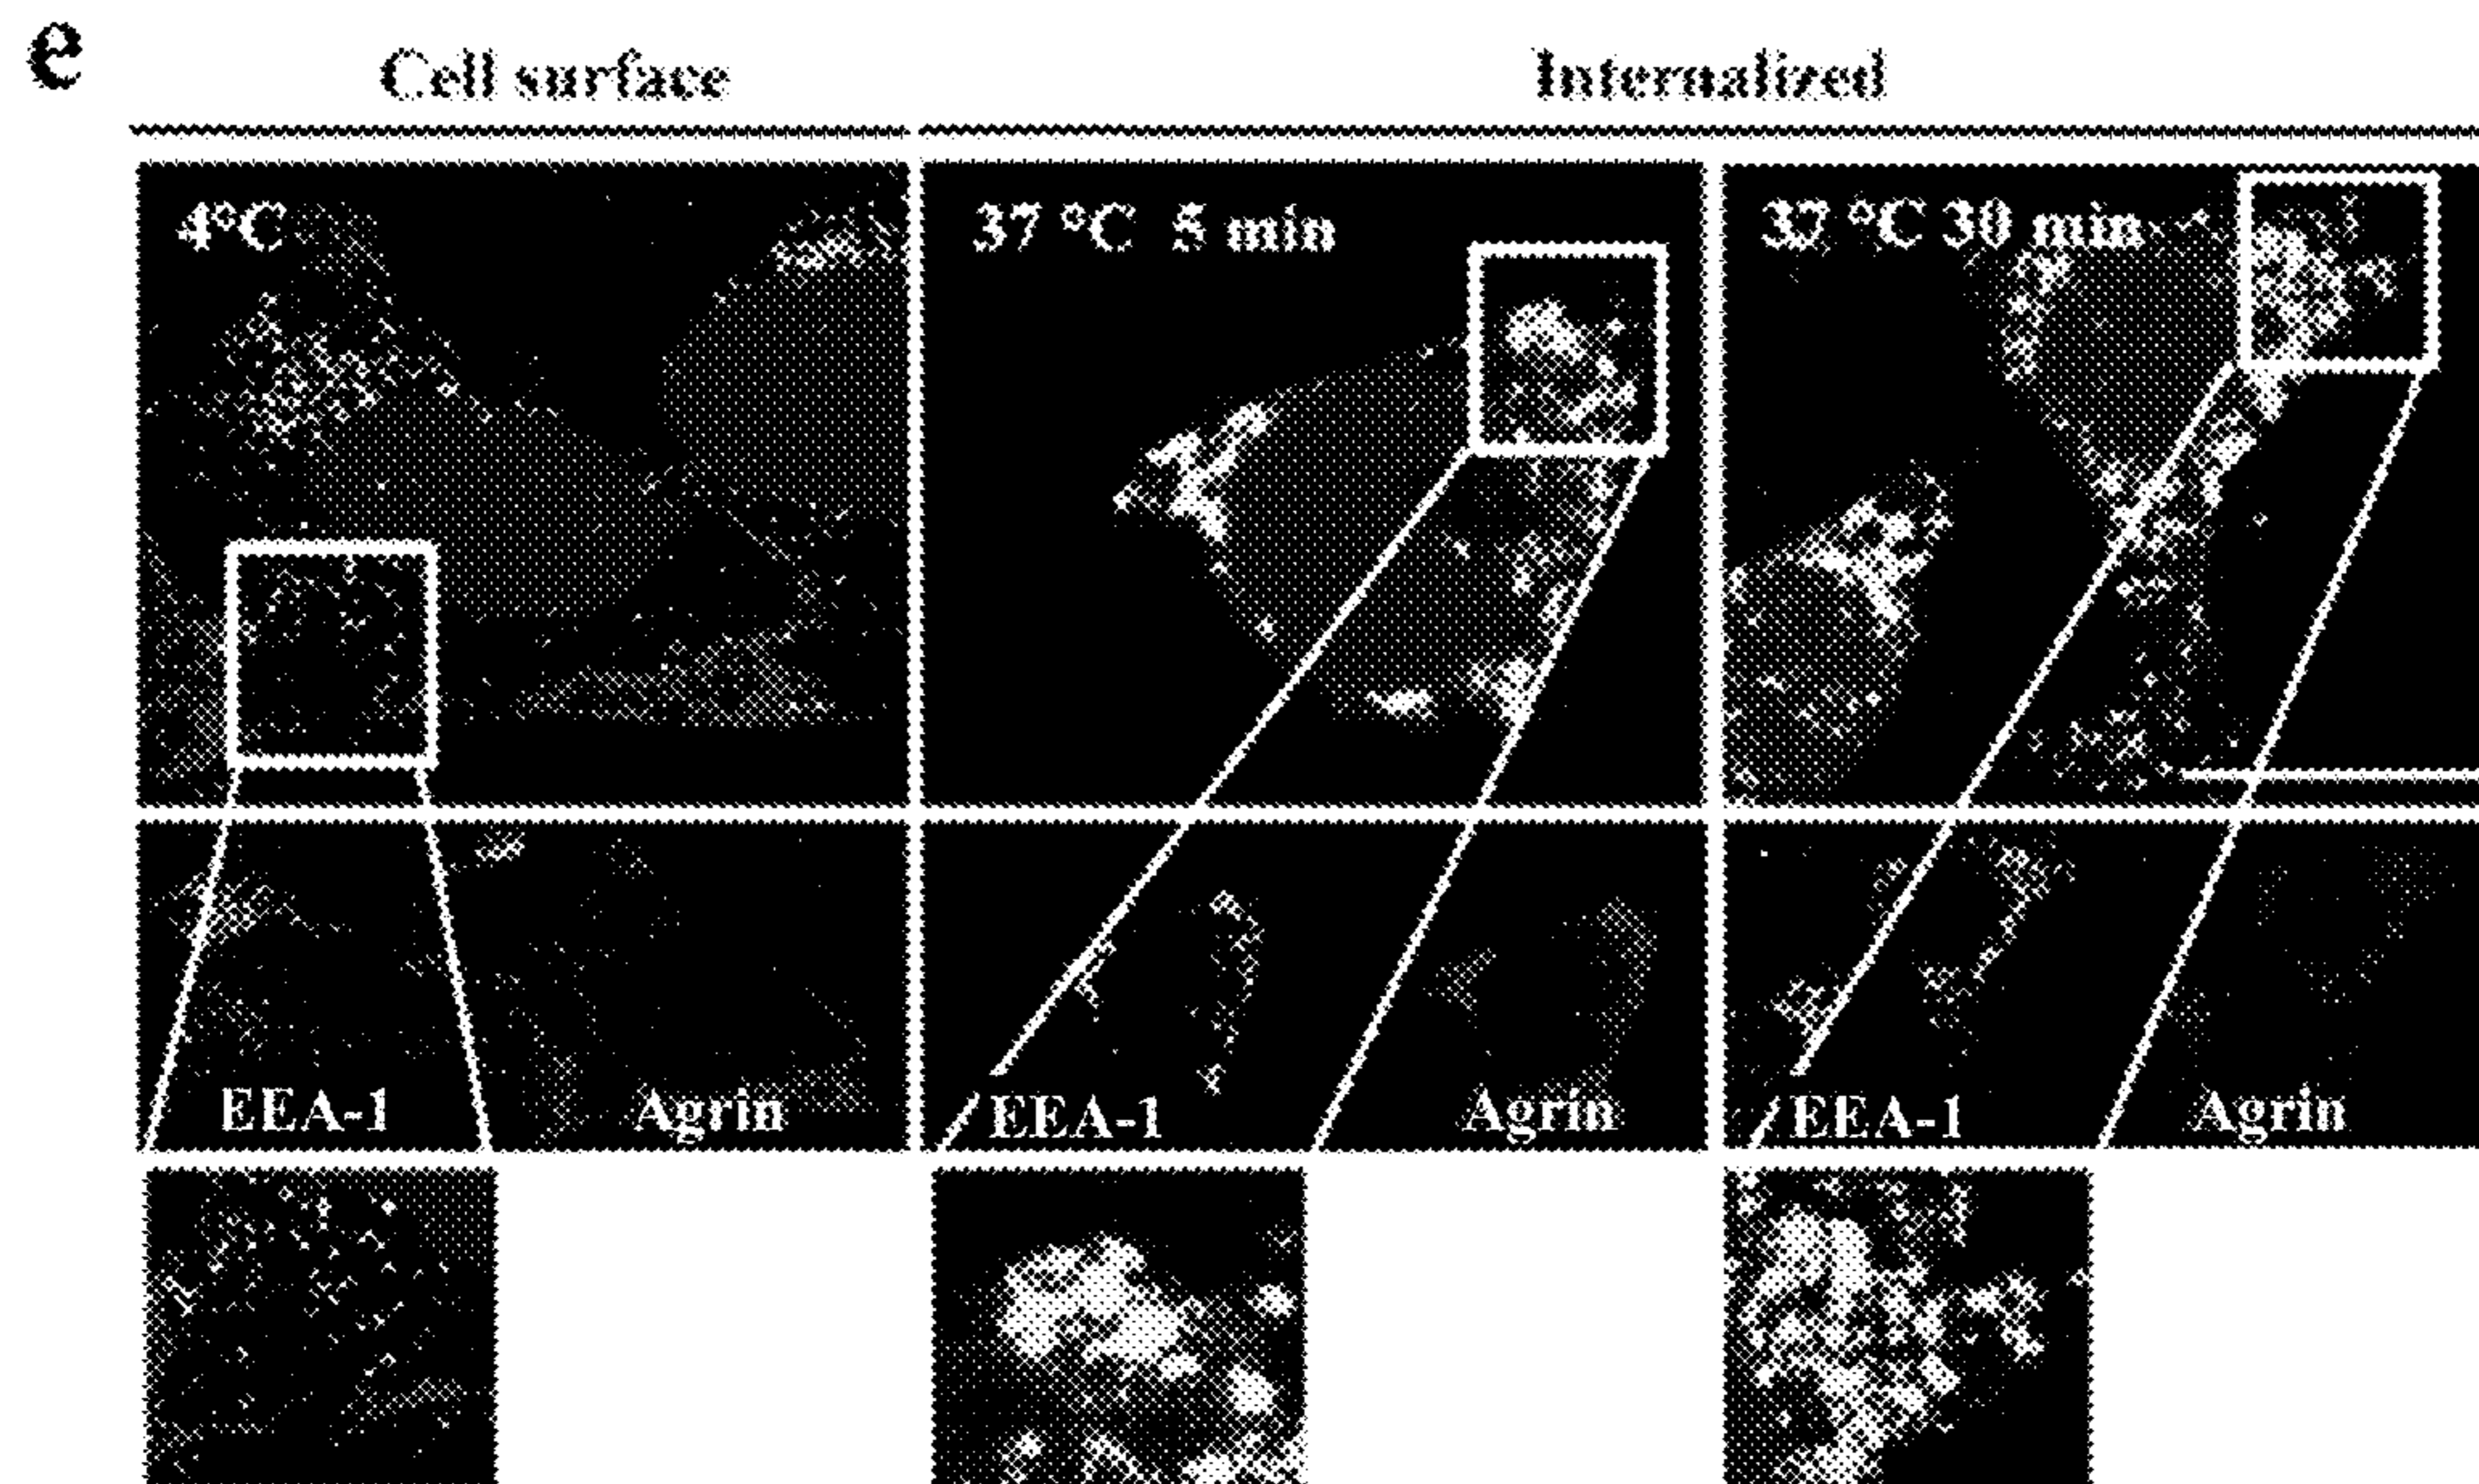 e
Cell surface Internalized
4°C 37 °C 5 min 37 °C 30 min
EEA-1 Agrin EEA-1 Agrin EEA-1 Agrin